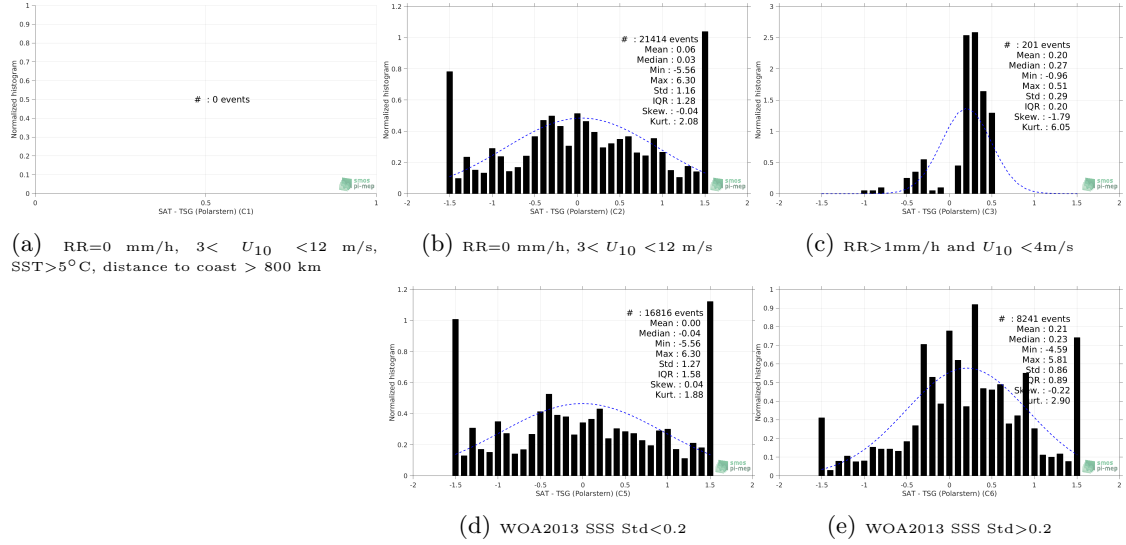 1
0.9
0.8
0.7
0.6
0.5
0.4
0.3
0.2
0.1
0
Normalized histogram
# : 0 events
0 0.5 1
SAT - TSG (Polarstern) (C1)
smos
pi-mep
(a) RR=0 mm/h, 3< U10 <12 m/s,
SST>5°C, distance to coast > 800 km
1.2
1
0.8
0.6
0.4
0.2
0
Normalized histogram
# : 21414 events
Mean : 0.06
Median : 0.03
Min : -5.56
Max : 6.30
Std : 1.16
IQR : 1.28
Skew. : -0.04
Kurt. : 2.08
-2 -1.5 -1 -0.5 0 0.5 1 1.5 2
SAT - TSG (Polarstern) (C2)
smos
pi-mep
(b) RR=0 mm/h, 3< U10 <12 m/s
3
2.5
2
1.5
1
0.5
0
Normalized histogram
# : 201 events
Mean : 0.20
Median : 0.27
Min : -0.96
Max : 0.51
Std : 0.29
IQR : 0.20
Skew. : -1.79
Kurt. : 6.05
-2 -1.5 -1 -0.5 0 0.5 1 1.5 2
SAT - TSG (Polarstern) (C3)
smos
pi-mep
(c) RR>1mm/h and U10 <4m/s
1.2
1
0.8
0.6
0.4
0.2
0
Normalized histogram
# : 16816 events
Mean : 0.00
Median : -0.04
Min : -5.56
Max : 6.30
Std : 1.27
IQR : 1.58
Skew. : 0.04
Kurt. : 1.88
-2 -1.5 -1 -0.5 0 0.5 1 1.5 2
SAT - TSG (Polarstern) (C5)
smos
pi-mep
(d) WOA2013 SSS Std<0.2
1
0.9
0.8
0.7
0.6
0.5
0.4
0.3
0.2
0.1
0
Normalized histogram
# : 8241 events
Mean : 0.21
Median : 0.23
Min : -4.59
Max : 5.81
Std : 0.86
IQR : 0.89
Skew. : -0.22
Kurt. : 2.90
-2 -1.5 -1 -0.5 0 0.5 1 1.5 2
SAT - TSG (Polarstern) (C6)
smos
pi-mep
(e) WOA2013 SSS Std>0.2